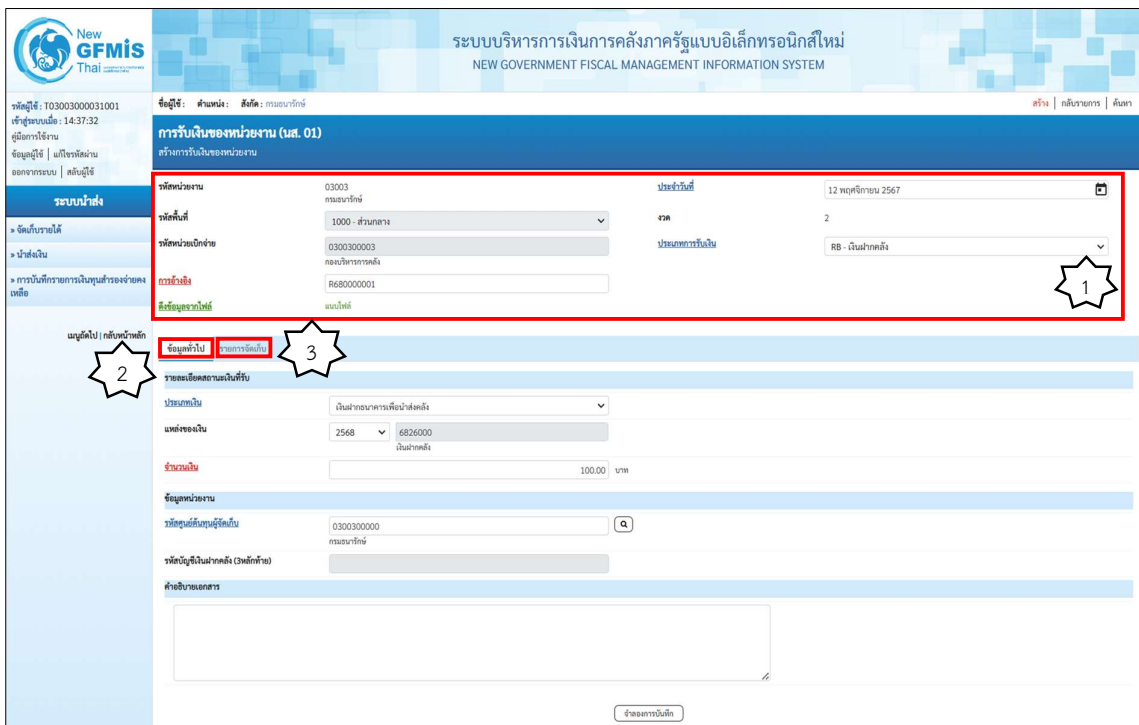 New
GFMiS
Thai
ระบบบริหารการเงินการคลังภาครัฐแบบอิเล็กทรอนิกส์ใหม่
NEW GOVERNMENT FISCAL MANAGEMENT INFORMATION SYSTEM
รหัสผู้ใช้ : T03003000031001
เข้าสู่ระบบเมื่อ : 14:37:32
คู่มือการใช้งาน
ข้อมูลผู้ใช้ | แก้ไขรหัสผ่าน
ออกจากระบบ | สลับผู้ใช้
ระบบนำส่ง
» จัดเก็บรายได้
» นำส่งเงิน
» การบันทึกรายการเงินทุนสำรองจ่ายคงเหลือ
เมนูถัดไป | กลับหน้าหลัก
ชื่อผู้ใช้ : ตำแหน่ง : สังกัด : กรมธนารักษ์
สร้าง | กลับรายการ | ค้นหา
การรับเงินของหน่วยงาน (นส. 01)
สร้างการรับเงินของหน่วยงาน
รหัสหน่วยงาน 03003 ประจำวันที่ 12 พฤศจิกายน 2567
กรมธนารักษ์
รหัสพื้นที่ 1000 - ส่วนกลาง งวด 2
รหัสหน่วยเบิกจ่าย 0300300003 ประเภทการรับเงิน RB - เงินฝากคลัง
กองบริหารการคลัง
การอ้างอิง R680000001
1
ดึงข้อมูลจากไฟล์ แนบไฟล์
ข้อมูลทั่วไป รายการจัดเก็บ
3
2
รายละเอียดสถานะเงินที่รับ
ประเภทเงิน เงินฝากธนาคารเพื่อนำส่งคลัง
แหล่งของเงิน 2568 6826000
เงินฝากคลัง
จำนวนเงิน 100.00 บาท
ข้อมูลหน่วยงาน
รหัสศูนย์ต้นทุนผู้จัดเก็บ 0300300000
กรมธนารักษ์
รหัสบัญชีเงินฝากคลัง (3หลักท้าย)
คำอธิบายเอกสาร
จำลองการบันทึก